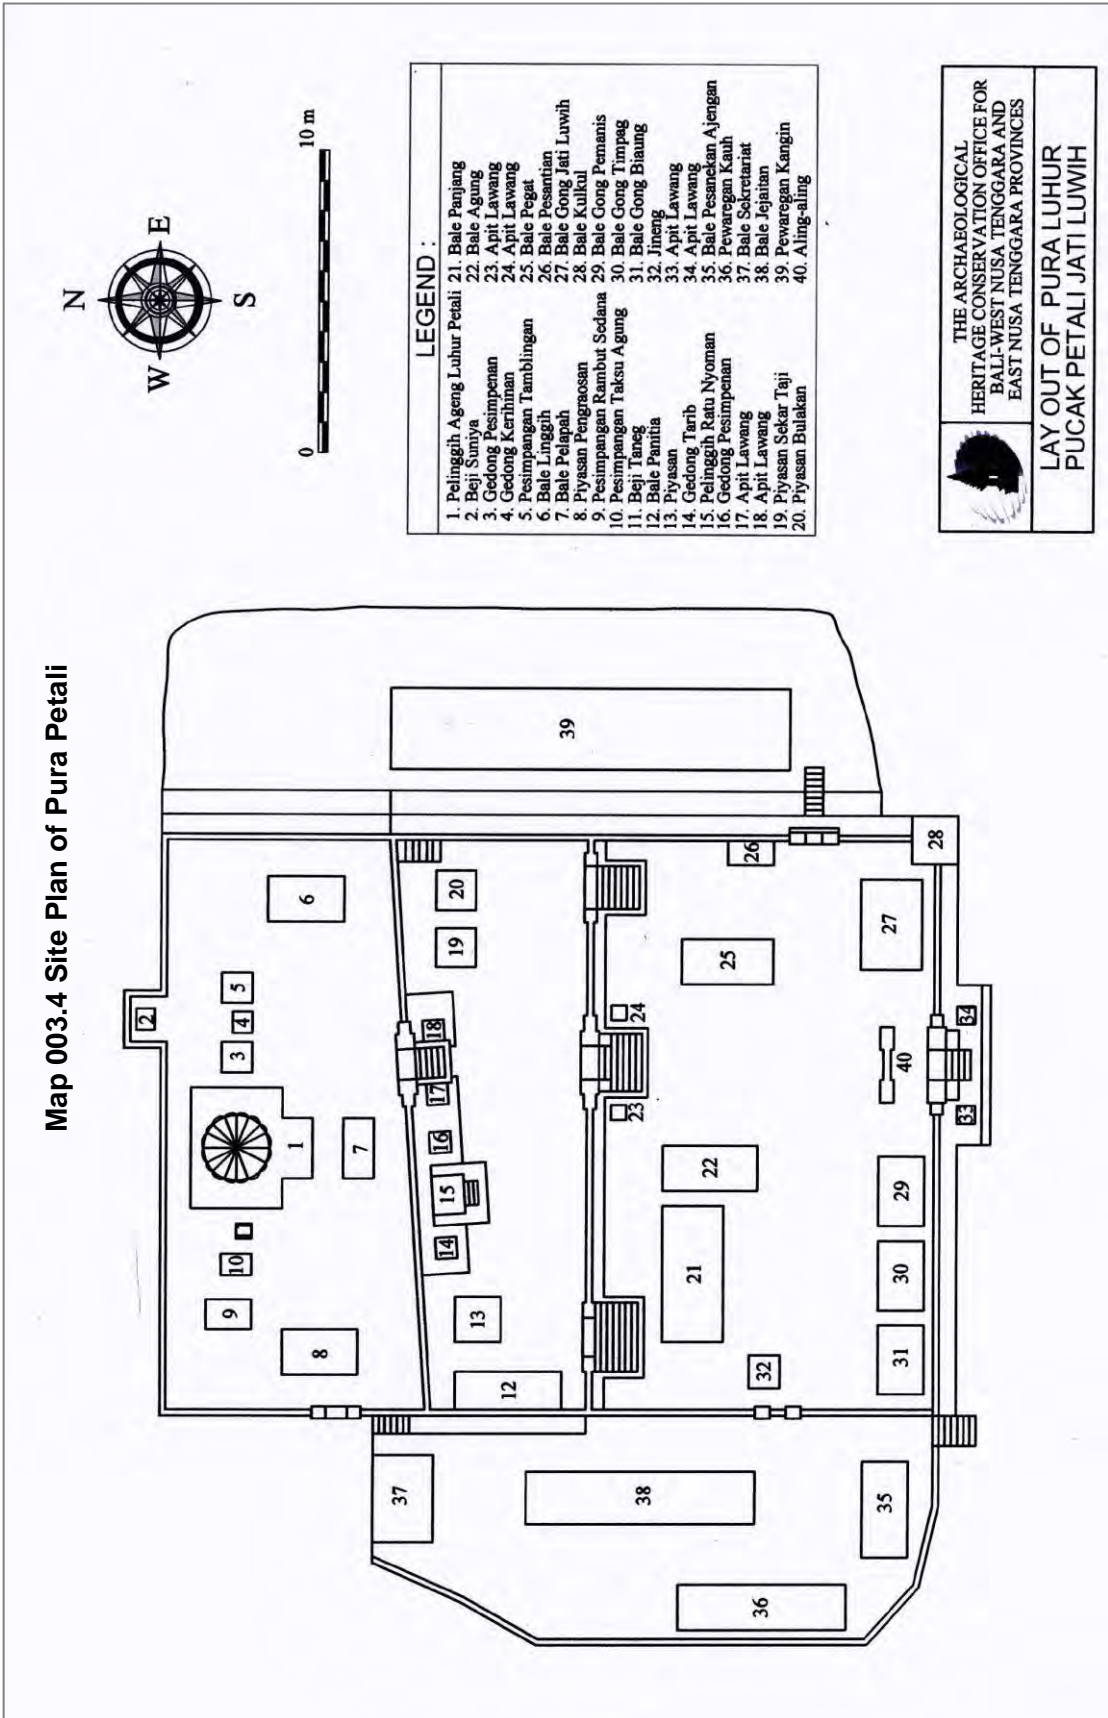 Map 003.4 Site Plan of Pura Petali
N
W
E
S
0
10 m
LEGEND :
1. Pelinggih Ageng Luhur Petali
2. Beji Suniya
3. Gedong Pesimpenan
4. Gedong Kerihinan
5. Pesimpangan Tamblingan
6. Bale Linggih
7. Bale Pelapah
8. Piyasan Pengraosan
9. Pesimpangan Rambut Sedana
10. Pesimpangan Taksu Agung
11. Beji Taneg
12. Bale Panitia
13. Piyasan
14. Gedong Tarib
15. Pelinggih Ratu Nyoman
16. Gedong Pesimpenan
17. Apit Lawang
18. Apit Lawang
19. Piyasan Sekar Taji
20. Piyasan Bulakan
21. Bale Panjang
22. Bale Agung
23. Apit Lawang
24. Apit Lawang
25. Bale Pegat
26. Bale Pesantian
27. Bale Gong Jati Luwih
28. Bale Kulkul
29. Bale Gong Pemanis
30. Bale Gong Timpag
31. Bale Gong Biaung
32. Jineng
33. Apit Lawang
34. Apit Lawang
35. Bale Pesanekan Ajengan
36. Pewaregan Kauh
37. Bale Sekretariat
38. Bale Jejaitan
39. Pewaregan Kangin
40. Aling-aling
THE ARCHAEOLOGICAL
HERITAGE CONSERVATION OFFICE FOR
BALI-WEST NUSA TENGGARA AND
EAST NUSA TENGGARA PROVINCES
LAY OUT OF PURA LUHUR
PUCAK PETALI JATI LUWIH
2
6
5
4
3
1
7
10
9
8
20
19
18
17
16
15
14
13
12
39
26
28
27
25
24
23
22
21
40
34
33
29
30
31
32
37
38
35
36